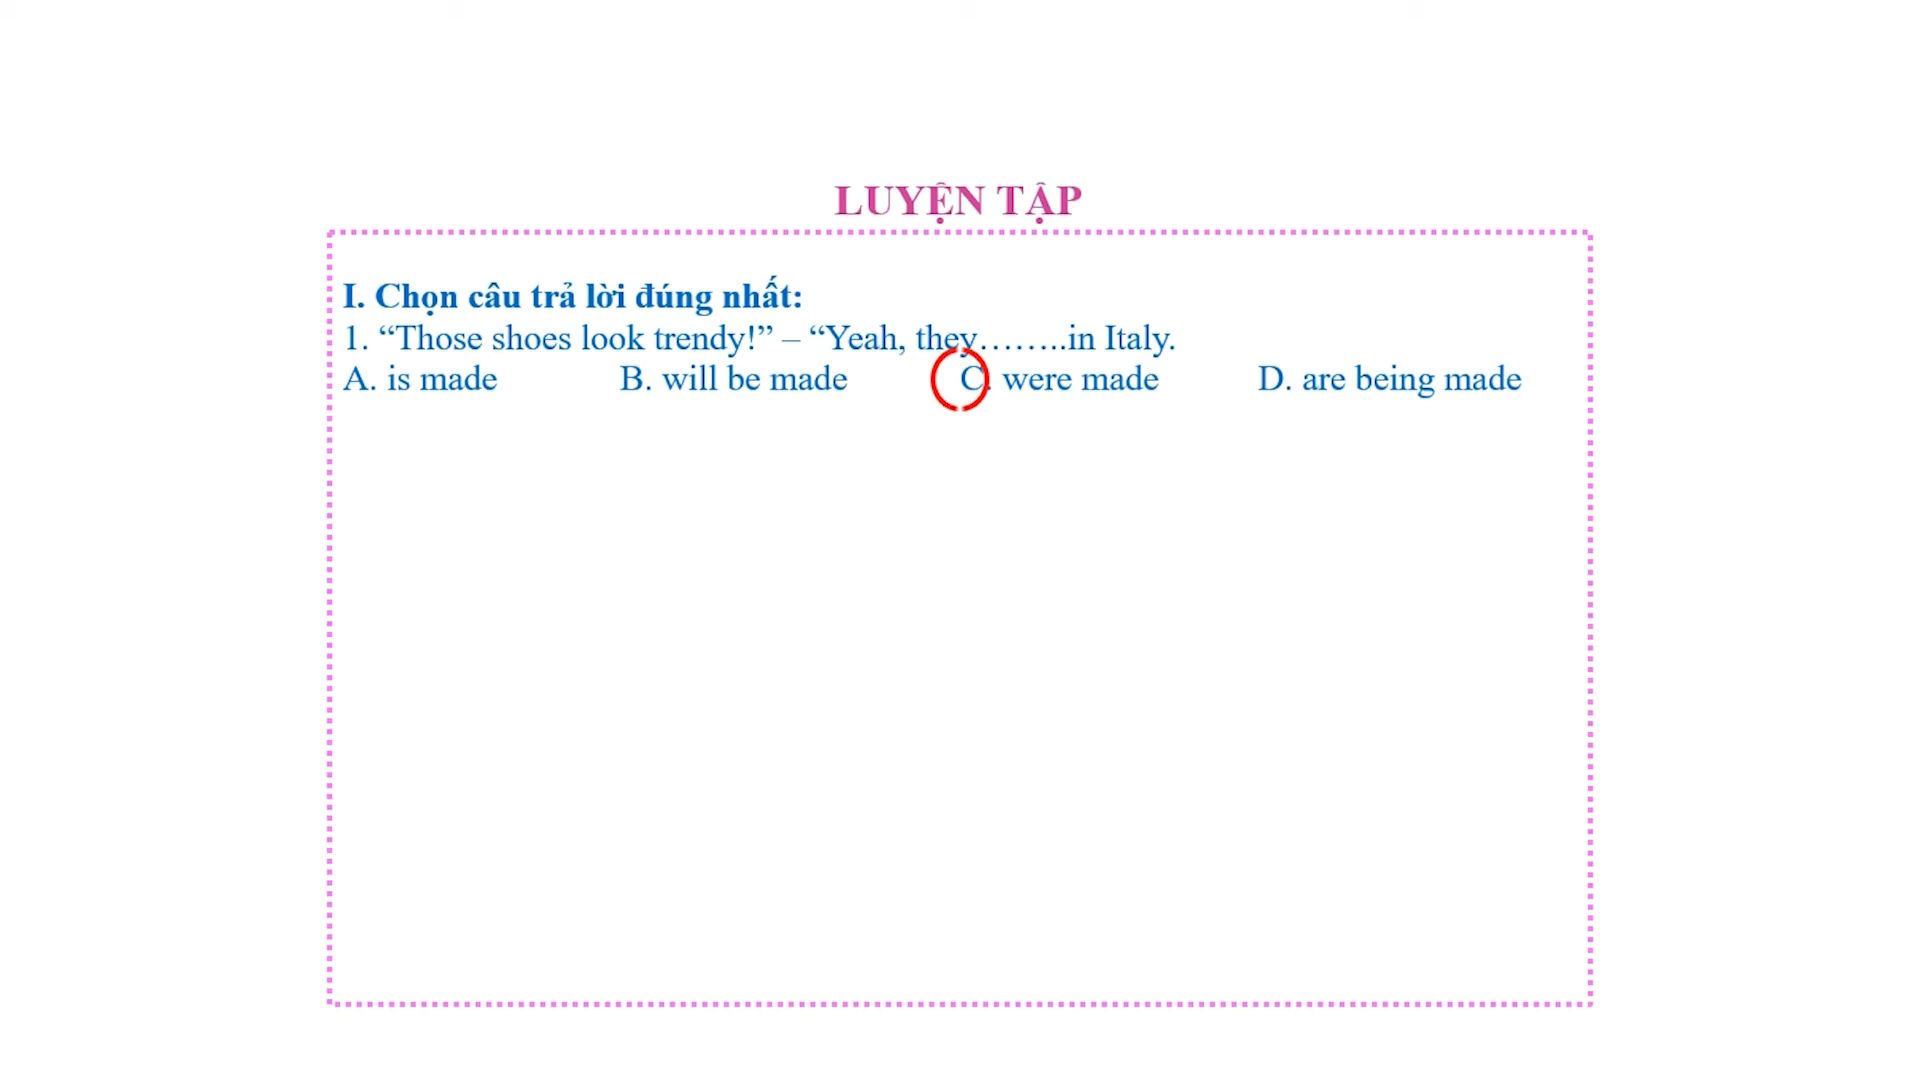 LUYỆN TẬP
I. Chọn câu trả lời đúng nhất:
1. “Those shoes look trendy!” – “Yeah, they……..in Italy.
A. is made B. will be made C. were made D. are being made